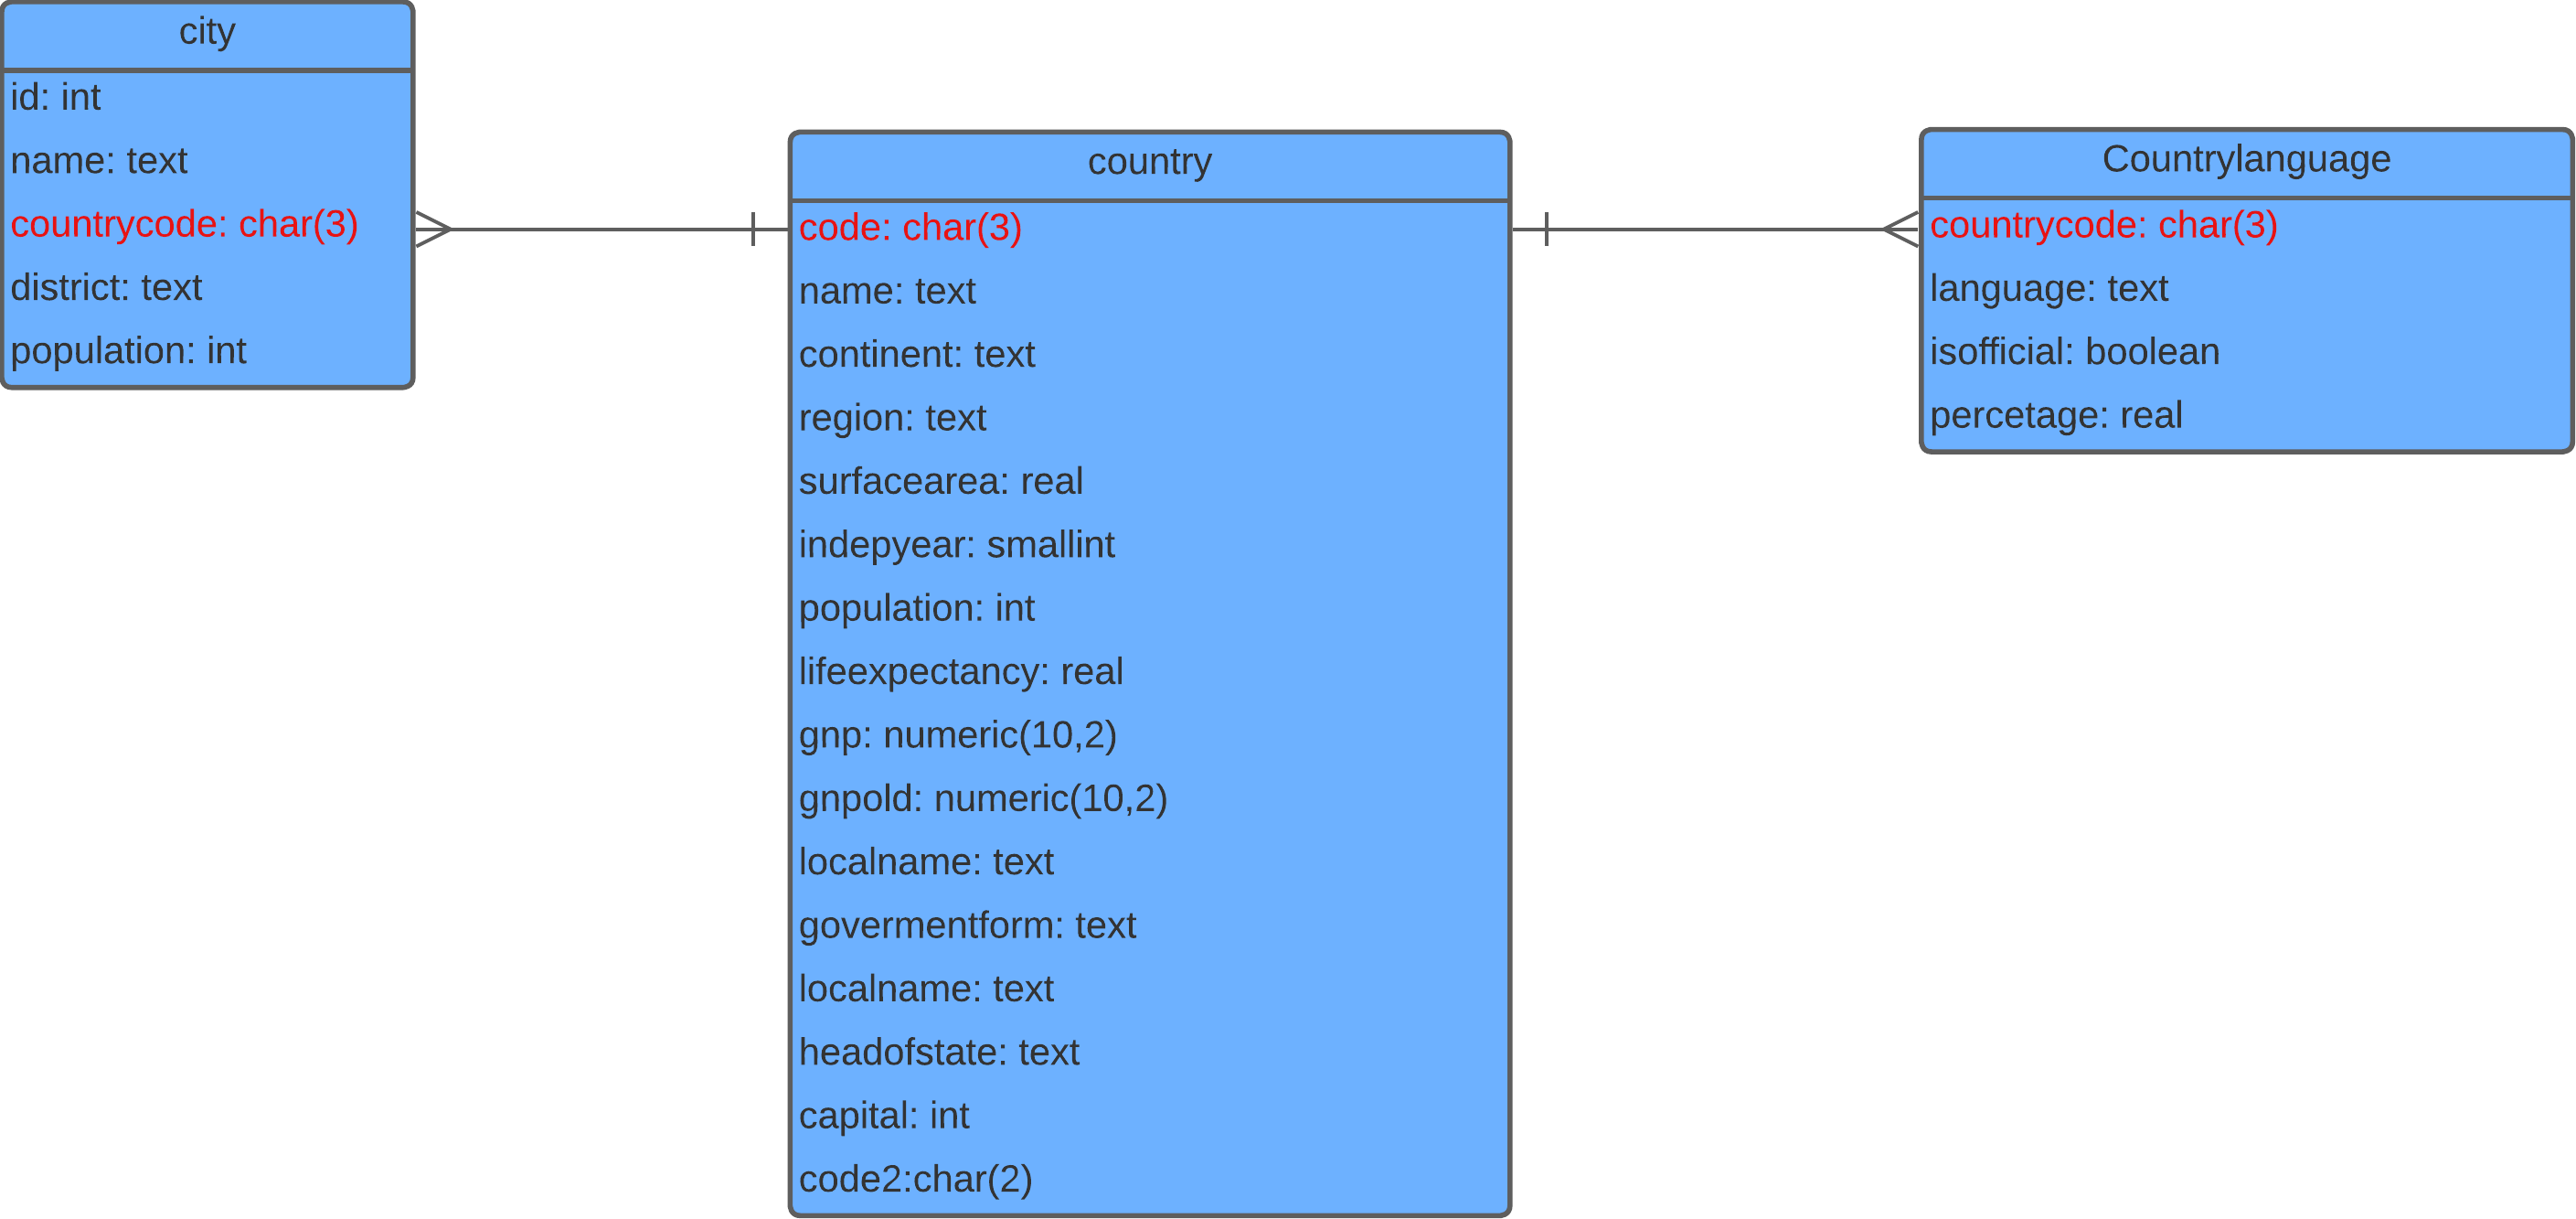 city
id: int
name: text
countrycode: char(3)
district: text
population: int
country
code: char(3)
name: text
continent: text
region: text
surfacearea: real
indepyear: smallint
population: int
lifeexpectancy: real
gnp: numeric(10,2)
gnpold: numeric(10,2)
localname: text
govermentform: text
localname: text
headofstate: text
capital: int
code2:char(2)
Countrylanguage
countrycode: char(3)
language: text
isofficial: boolean
percetage: real